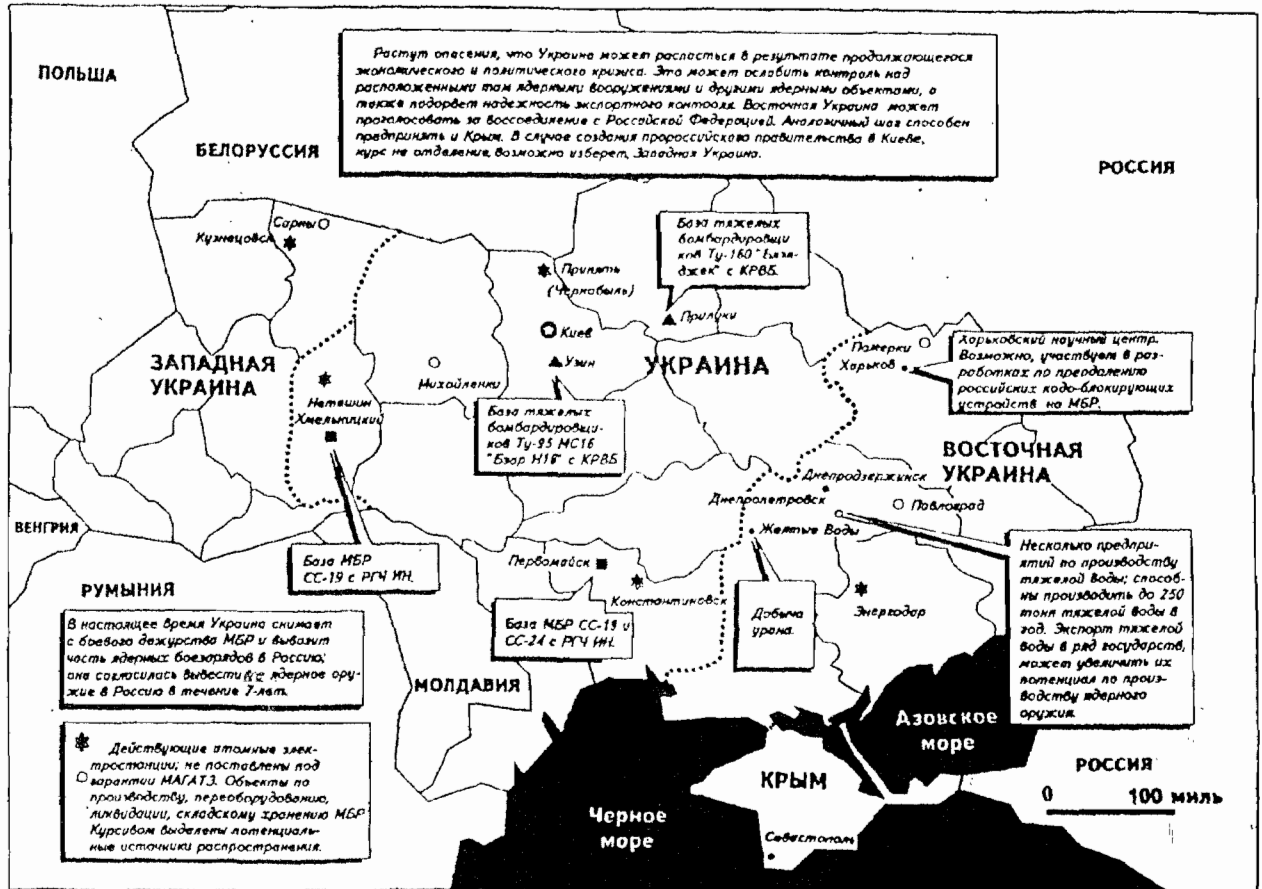 ПОЛЬША
БЕЛОРУССИЯ
РОССИЯ
Растут опасения, что Украина может распасться в результате продолжающегося
экономического и политического кризиса. Это может ослабить контроль над
расположенными там ядерными вооружениями и другими ядерными объектами, а
также подорвет надежность экспортного контроля. Восточная Украина может
проголосовать за воссоединение с Российской Федерацией. Аналогичный шаг способен
предпринять и Крым. В случае создания пророссийского правительства в Киеве,
курс не отделение, возможно изберет, Западная Украина.
Сарны
Кузнецовск
База тяжелых
бомбардировщи
ков Ту-160 "Блэк-
джек" с КРВБ.
Припять
(Чернобыль)
Прилуки
Киев
Узин
ЗАПАДНАЯ
УКРАИНА
УКРАИНА
Михайленки
Нетешин
Хмельницкий
База тяжелых
бомбардировщи-
ков Ту-95 МС16
"Бэар Н16" с КРВБ
Пажерки
Харьков
Харьковский научный центр.
Возможно, участвует в раз-
работках по преодалению
российских кодо-блокирующих
устройств на МБР.
ВОСТОЧНАЯ
УКРАИНА
Днепродзержинск
Днепропетровск
Павлоград
Желтые Воды
ВЕНГРИЯ
РУМЫНИЯ
База МБР
СС-19 с РГЧ ИН.
Первомайск
Константиновск
База МБР СС-19 и
СС-24 с РГЧ ИН.
Добыча
урана.
Энергодар
Несколько предпри-
ятий по производству
тяжелой воды; способ-
ны производить до 250
тонн тяжелой воды в
год. Экспорт тяжелой
воды в ряд государств,
может увеличить их
потенциал по произ-
водству ядерного
оружия.
В настоящее время Украина снимает
с боевого дежурства МБР и вывозит
часть ядерных боезарядов в Россию;
она согласилась вывести все ядерное ору-
жие в Россию в течение 7-лет.
МОЛДАВИЯ
Действующие атомные элек-
тростанции; не поставлены под
гарантии МАГАТЭ. Объекты по
производству, переоборудованию,
ликвидации, складскому хранению МБР
Курсивом выделены потенциаль-
ные источники распространения.
Азовское
море
КРЫМ
РОССИЯ
0 100 миль
Черное
море
Севастополь